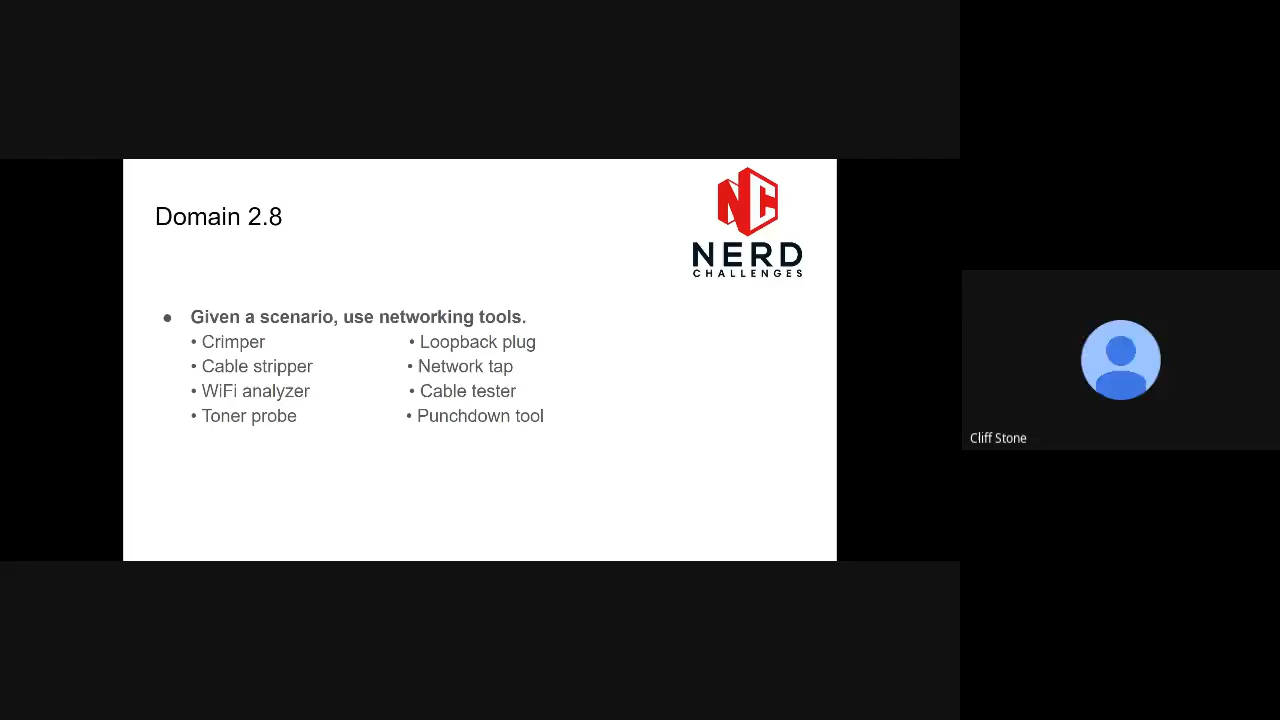 Domain 2.8
NC
NERD
CHALLENGES
● Given a scenario, use networking tools.
• Crimper • Loopback plug
• Cable stripper • Network tap
• WiFi analyzer • Cable tester
• Toner probe • Punchdown tool
Cliff Stone